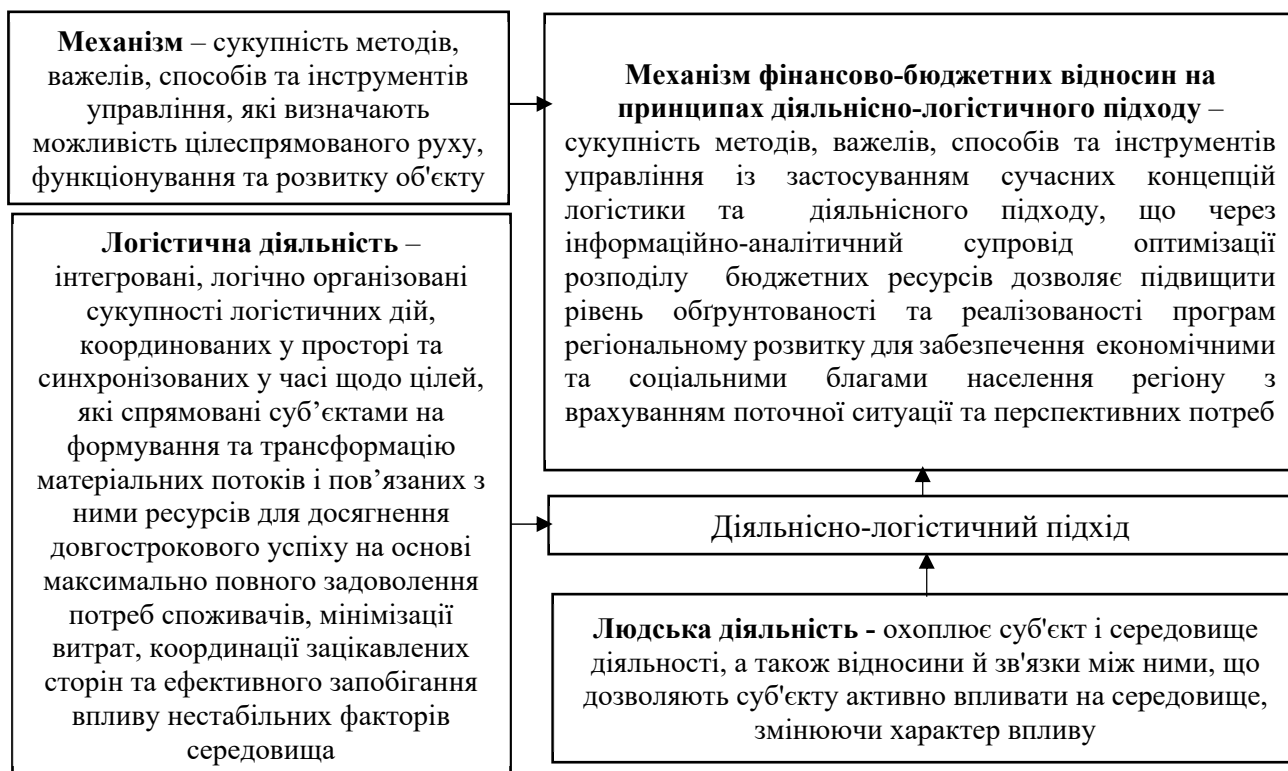 Механізм – сукупність методів,
важелів, способів та інструментів
управління, які визначають
можливість цілеспрямованого руху,
функціонування та розвитку об'єкту
Логістична діяльність –
інтегровані, логічно організовані
сукупності логістичних дій,
координованих у просторі та
синхронізованих у часі щодо цілей,
які спрямовані суб’єктами на
формування та трансформацію
матеріальних потоків і пов’язаних з
ними ресурсів для досягнення
довгострокового успіху на основі
максимально повного задоволення
потреб споживачів, мінімізації
витрат, координації зацікавлених
сторін та ефективного запобігання
впливу нестабільних факторів
середовища
Механізм фінансово-бюджетних відносин на
принципах діяльнісно-логістичного підходу –
сукупність методів, важелів, способів та інструментів
управління із застосуванням сучасних концепцій
логістики та діяльнісного підходу, що через
інформаційно-аналітичний супровід оптимізації
розподілу бюджетних ресурсів дозволяє підвищити
рівень обґрунтованості та реалізованості програм
регіональному розвитку для забезпечення економічними
та соціальними благами населення регіону з
врахуванням поточної ситуації та перспективних потреб
Діяльнісно-логістичний підхід
Людська діяльність - охоплює суб'єкт і середовище
діяльності, а також відносини й зв'язки між ними, що
дозволяють суб'єкту активно впливати на середовище,
змінюючи характер впливу